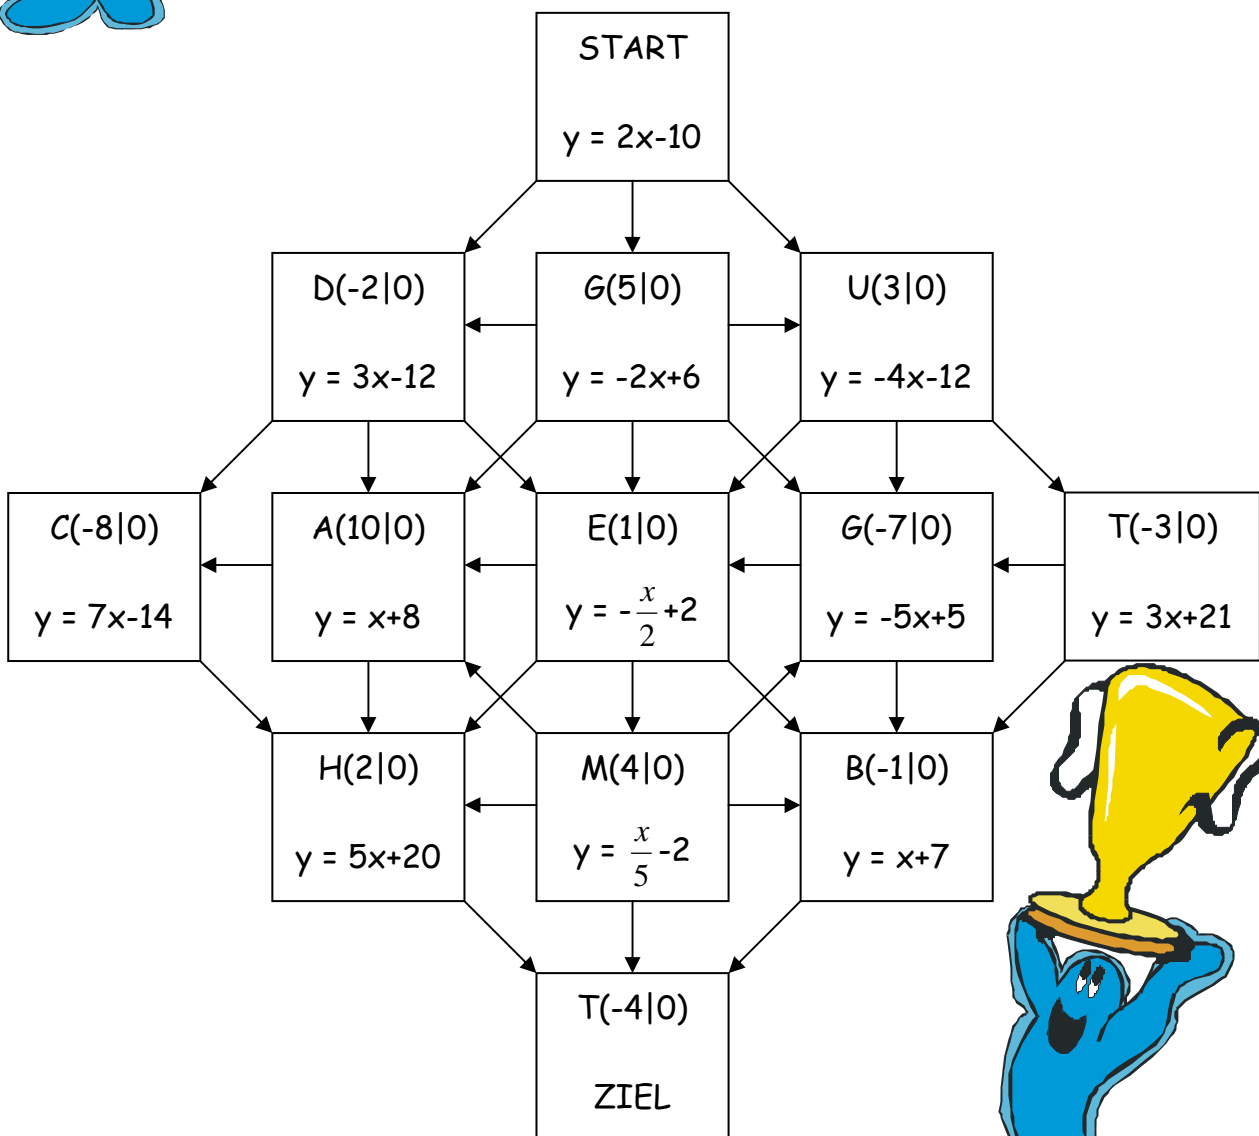 START
y = 2x-10
D(-2|0)
y = 3x-12
G(5|0)
y = -2x+6
U(3|0)
y = -4x-12
C(-8|0)
y = 7x-14
A(10|0)
y = x+8
E(1|0)
y = -x/2+2
G(-7|0)
y = -5x+5
T(-3|0)
y = 3x+21
H(2|0)
y = 5x+20
M(4|0)
y = x/5-2
B(-1|0)
y = x+7
T(-4|0)
ZIEL